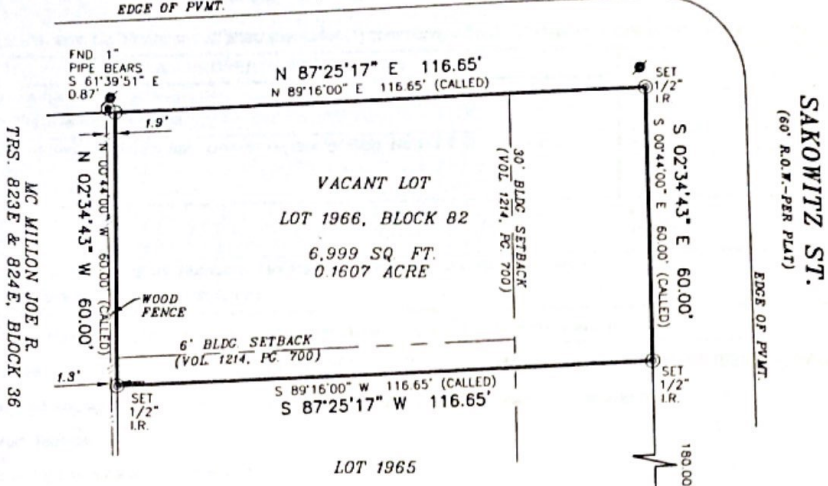 EDGE OF PVMT.
FND 1"
PIPE BEARS
S 61°39'51" E
0.87'
N 87°25'17" E 116.65'
N 89°16'00" E 116.65' (CALLED)
SET
1/2"
I.R.
SAKOWITZ ST.
(60' R.O.W.-PER PLAT)
1.9'
N 00°44'00" W 60.00' (CALLED)
N 02°34'43" W 60.00'
MC MILLON JOE R.
TRS. 823E & 824E, BLOCK 36
VACANT LOT
LOT 1966, BLOCK 82
6,999 SQ. FT.
0.1607 ACRE
30' BLDG SETBACK
(VOL. 1214, PG. 700)
S 02°34'43" E 60.00'
S 00°44'00" E 60.00' (CALLED)
EDGE OF PVMT.
WOOD
FENCE
6' BLDG SETBACK
(VOL. 1214, PG. 700)
1.3'
SET
1/2"
I.R.
S 89°16'00" W 116.65' (CALLED)
S 87°25'17" W 116.65'
SET
1/2"
I.R.
LOT 1965
180.00